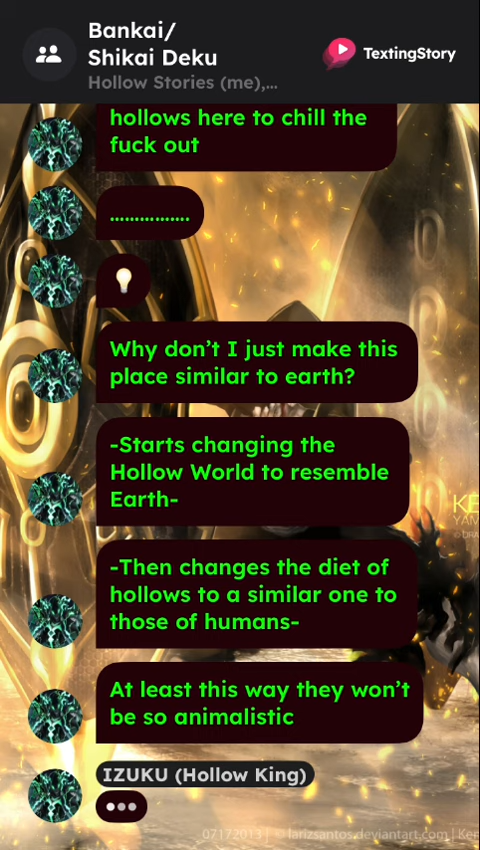 Bankai/
Shikai Deku
Hollow Stories (me),...
TextingStory
hollows here to chill the
fuck out
................
Why don't I just make this
place similar to earth?
-Starts changing the
Hollow World to resemble
Earth-
-Then changes the diet of
hollows to a similar one to
those of humans-
At least this way they won't
be so animalistic
IZUKU (Hollow King)
07172013 | © larizsantos.deviantart.com | Ken